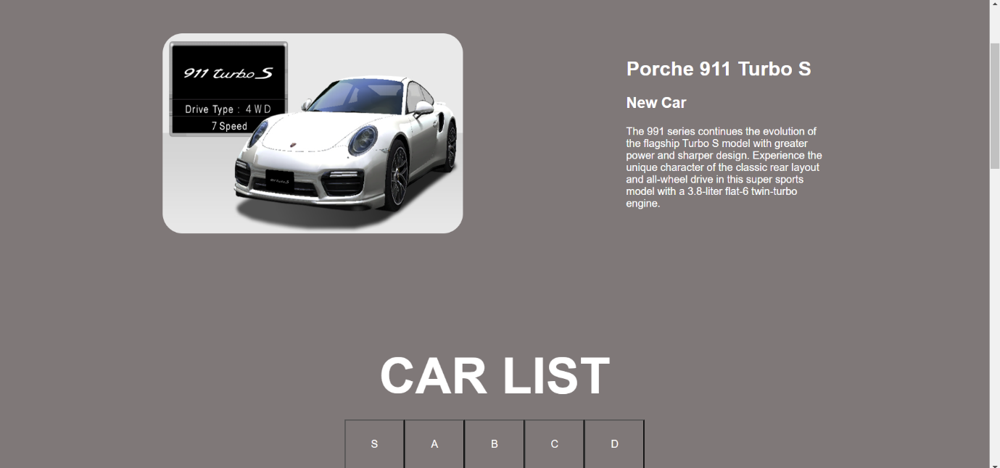 911 turbo S
Drive Type : 4WD
7 Speed
Porche 911 Turbo S
New Car
The 991 series continues the evolution of
the flagship Turbo S model with greater
power and sharper design. Experience the
unique character of the classic rear layout
and all-wheel drive in this super sports
model with a 3.8-liter flat-6 twin-turbo
engine.
CAR LIST
S
A
B
C
D